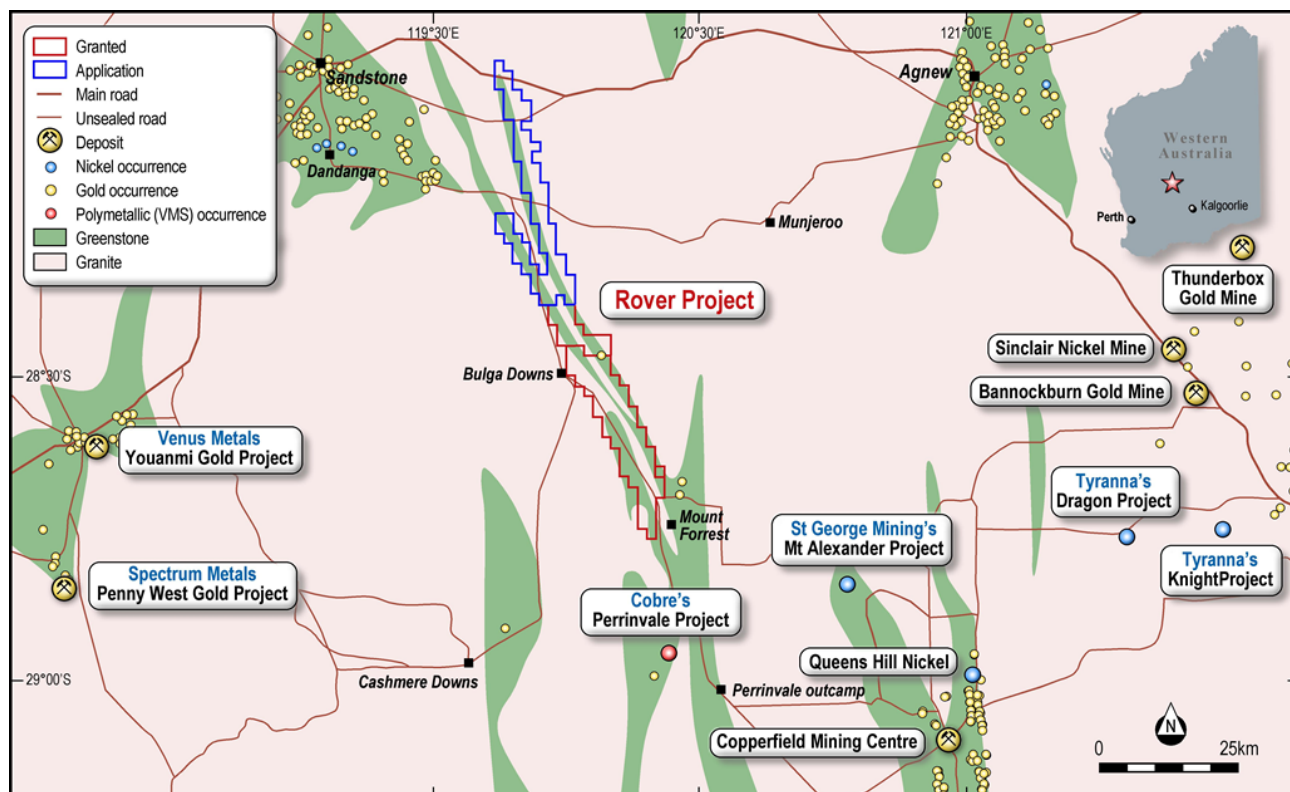 Granted
Application
Main road
Unsealed road
Deposit
Nickel occurrence
Gold occurrence
Polymetallic (VMS) occurrence
Greenstone
Granite
119°30'E
120°30'E
121°00'E
Sandstone
Dandanga
Agnew
Munjeroo
Western
Australia
Perth
Kalgoorlie
Thunderbox
Gold Mine
Rover Project
Sinclair Nickel Mine
Bannockburn Gold Mine
28°30'S
Bulga Downs
Venus Metals
Youanmi Gold Project
Tyranna's
Dragon Project
Mount
Forrest
St George Mining's
Mt Alexander Project
Tyranna's
KnightProject
Spectrum Metals
Penny West Gold Project
Cobre's
Perrinvale Project
Queens Hill Nickel
29°00'S
Cashmere Downs
Perrinvale outcamp
Copperfield Mining Centre
N
0 25km